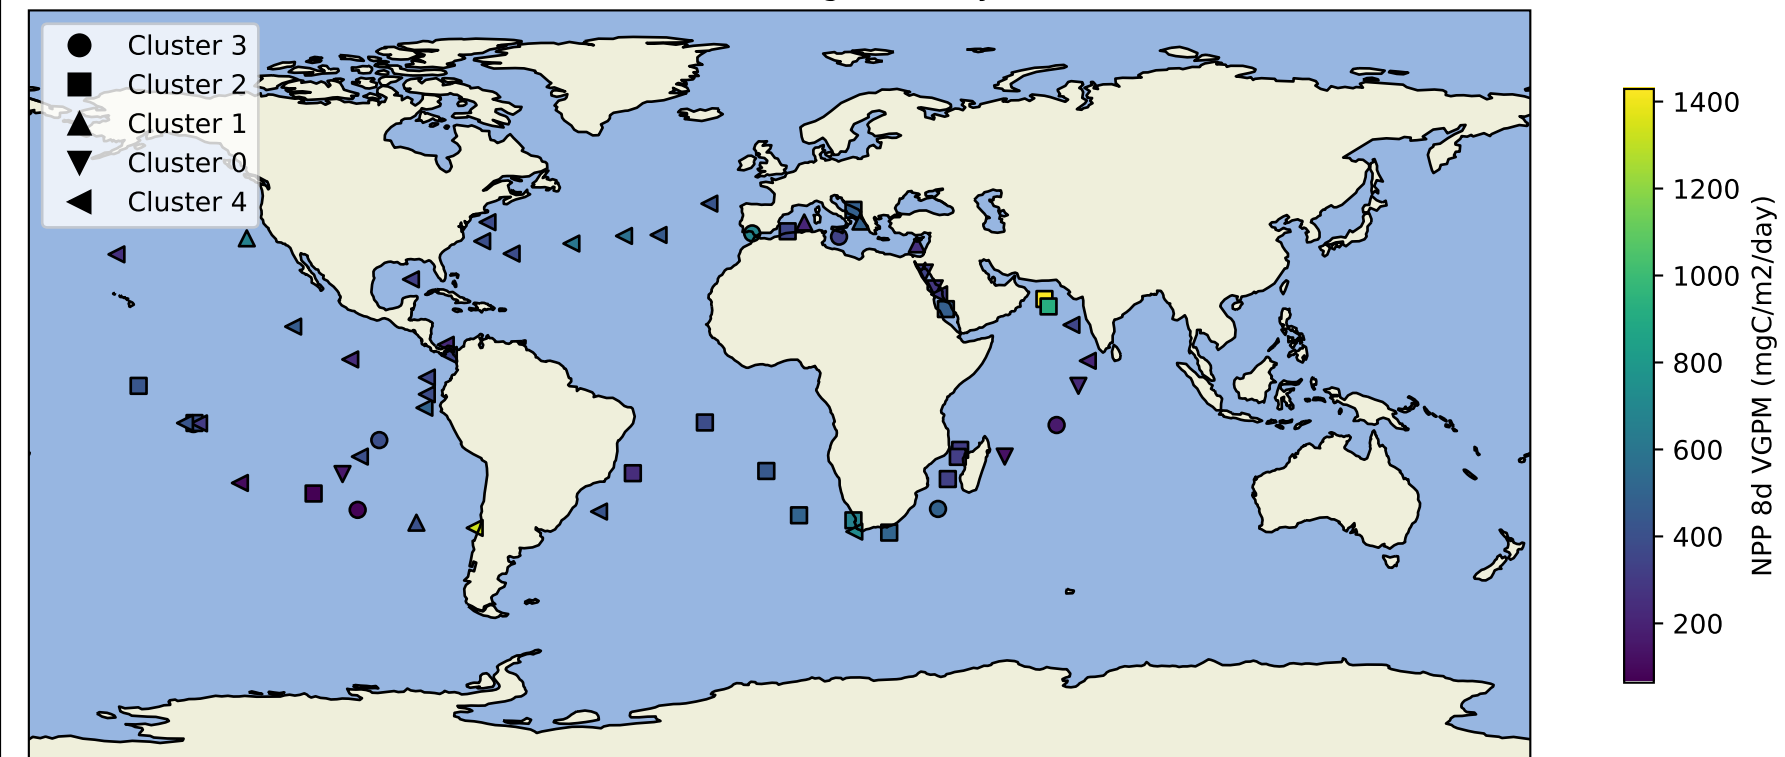 Cluster 3
Cluster 2
Cluster 1
Cluster 0
Cluster 4
1400
1200
1000
800
600
400
200
NPP 8d VGPM (mgC/m2/day)